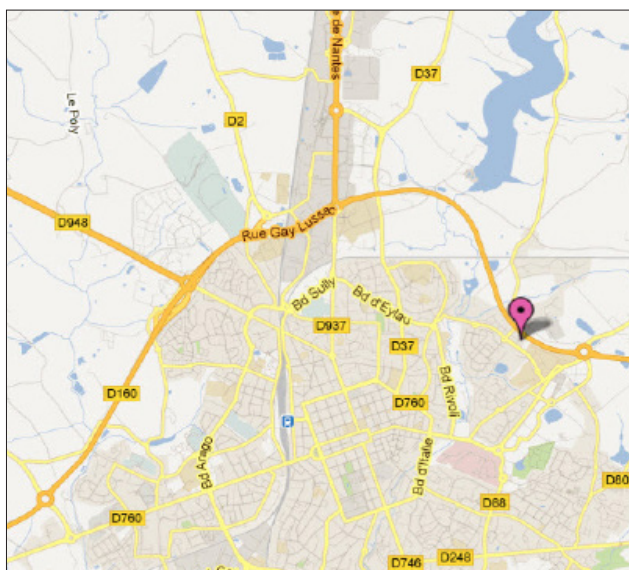 e de Nantes
D37
Le Poly
D2
D948
Rue Gay Lussac
Bd Sully
Bd d'Eylau
D937
D37
Bd Rivoli
D160
D760
Bd Arago
Bd d'Italie
D80
D88
D760
D746
D248